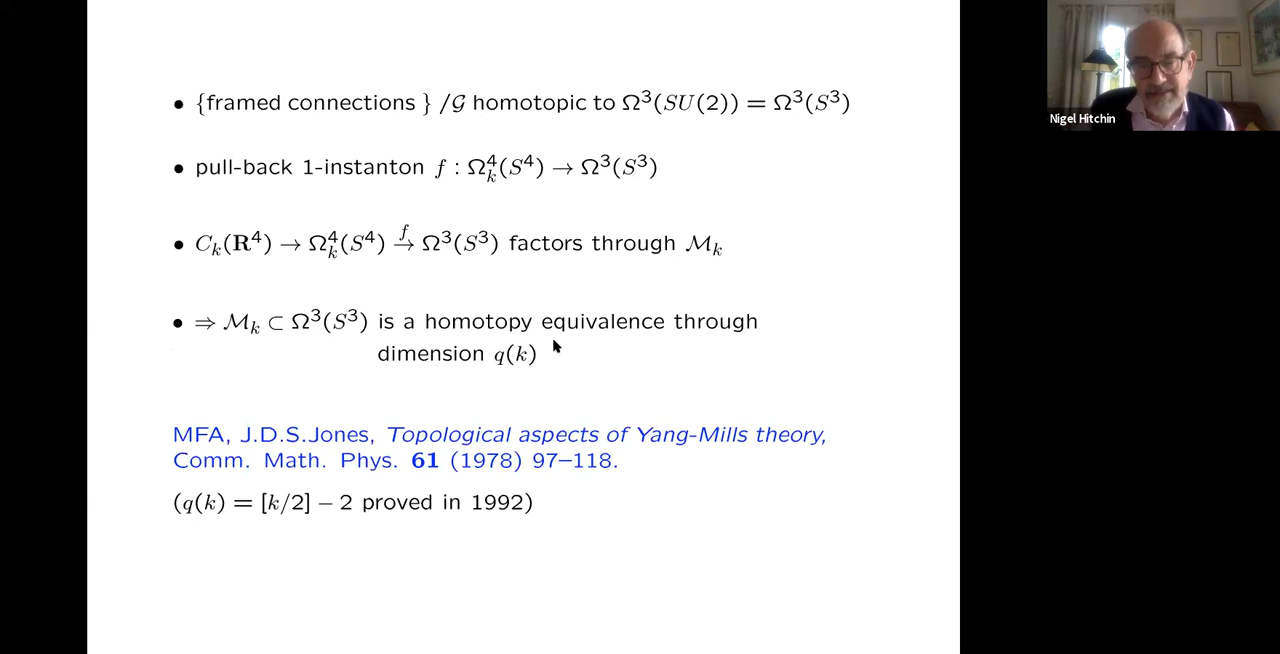 • {framed connections } /𝒢 homotopic to Ω³(SU(2)) = Ω³(S³)
• pull-back 1-instanton f : Ω⁴ₖ(S⁴) → Ω³(S³)
• Cₖ(R⁴) → Ω⁴ₖ(S⁴) →^f Ω³(S³) factors through ℳₖ
• ⇒ ℳₖ ⊂ Ω³(S³) is a homotopy equivalence through
dimension q(k)
MFA, J.D.S.Jones, Topological aspects of Yang-Mills theory,
Comm. Math. Phys. 61 (1978) 97–118.
(q(k) = [k/2] − 2 proved in 1992)
Nigel Hitchin